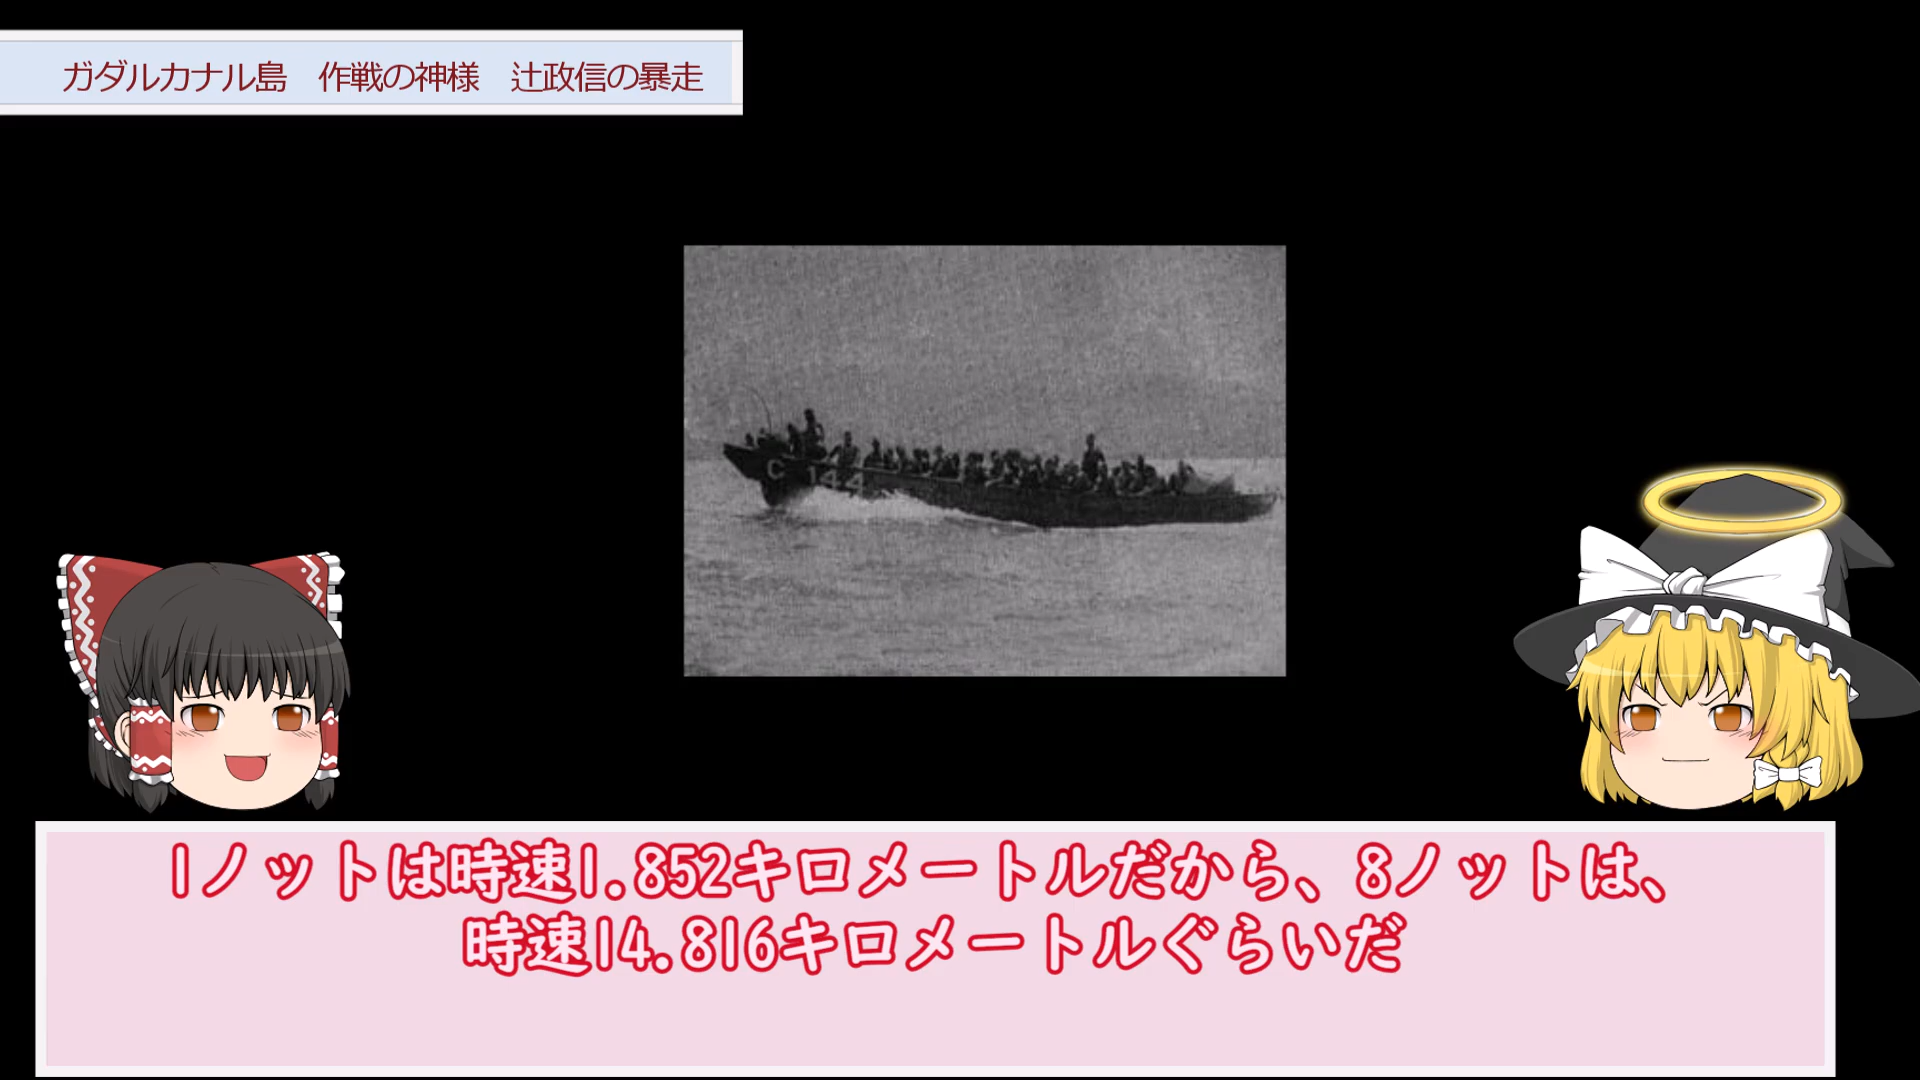 ガダルカナル島　作戦の神様　辻政信の暴走
C 144
1ノットは時速1.852キロメートルだから、8ノットは、
時速14.816キロメートルぐらいだ